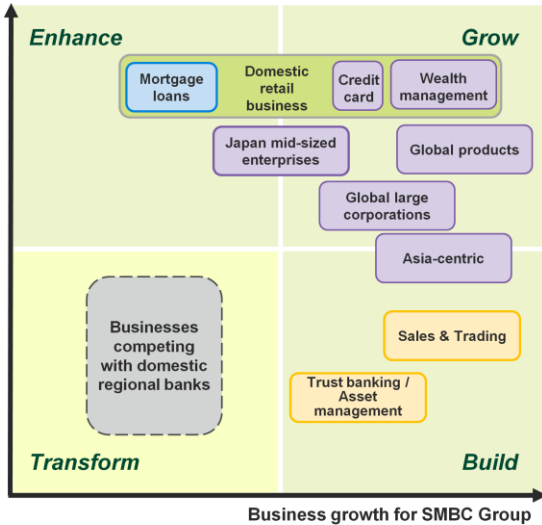 Enhance
Grow
Mortgage
loans
Domestic
retail
business
Credit
card
Wealth
management
Japan mid-sized
enterprises
Global products
Global large
corporations
Asia-centric
Businesses
competing
with domestic
regional banks
Sales & Trading
Trust banking /
Asset
management
Transform
Build
Business growth for SMBC Group